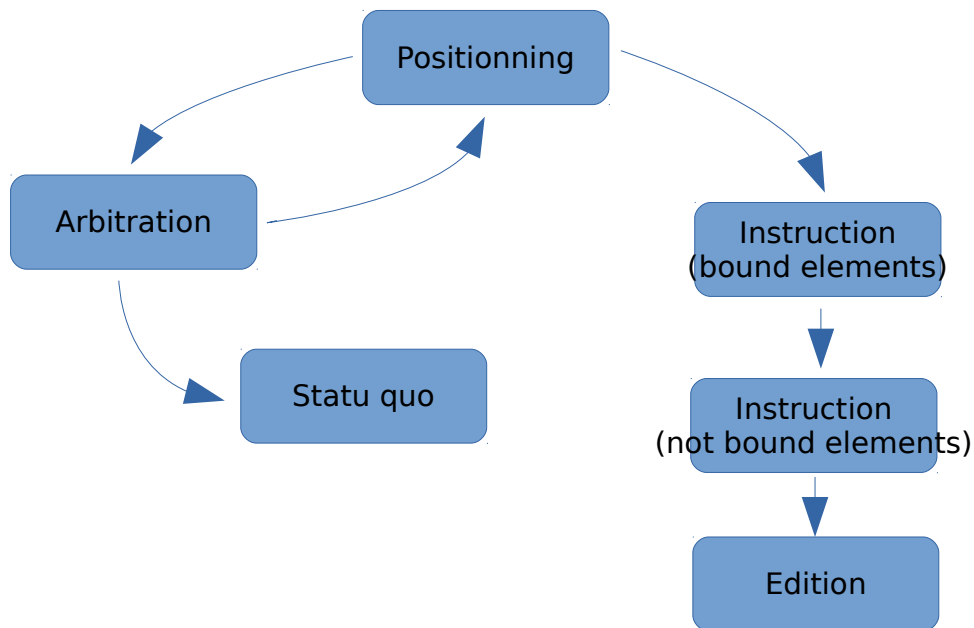 Positionning
Arbitration
Instruction
(bound elements)
Statu quo
Instruction
(not bound elements)
Edition